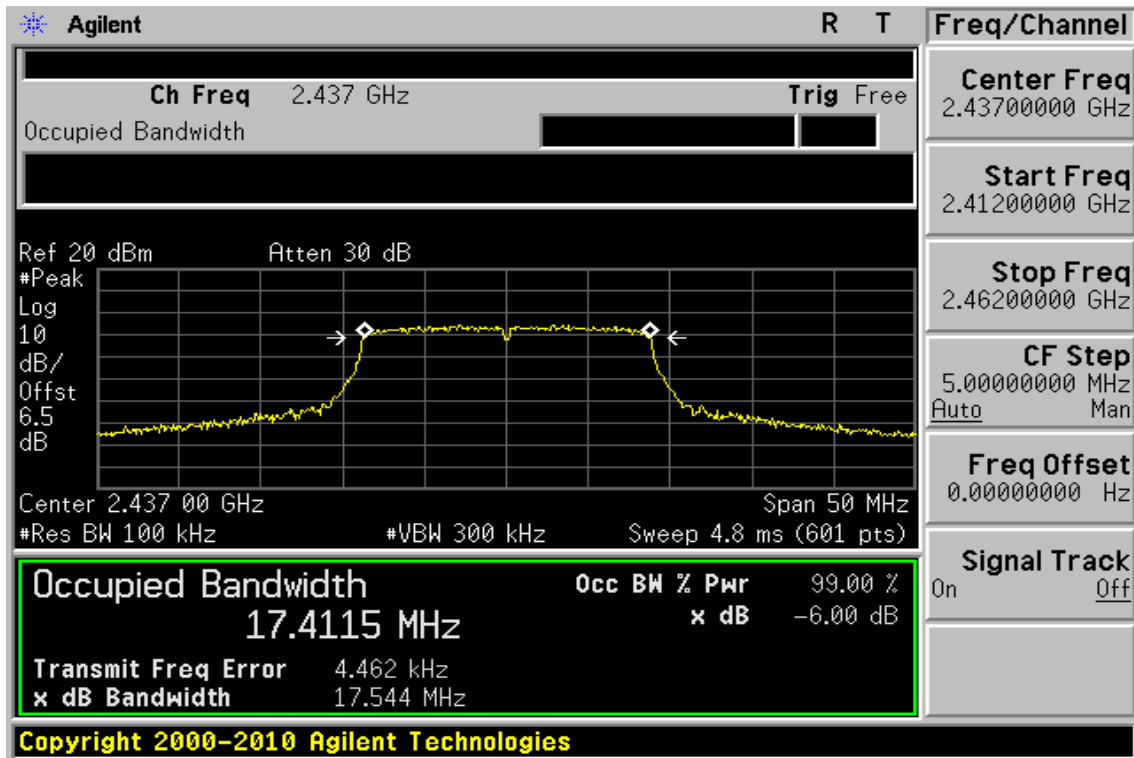 Agilent R T
Ch Freq 2.437 GHz Trig Free
Occupied Bandwidth
Ref 20 dBm Atten 30 dB
#Peak
Log
10
dB/
Offst
6.5
dB
Center 2.437 00 GHz Span 50 MHz
#Res BW 100 kHz #VBW 300 kHz Sweep 4.8 ms (601 pts)
Occupied Bandwidth Occ BW % Pwr 99.00 %
17.4115 MHz x dB -6.00 dB
Transmit Freq Error 4.462 kHz
x dB Bandwidth 17.544 MHz
Copyright 2000-2010 Agilent Technologies
Freq/Channel
Center Freq
2.43700000 GHz
Start Freq
2.41200000 GHz
Stop Freq
2.46200000 GHz
CF Step
5.00000000 MHz
Auto Man
Freq Offset
0.00000000 Hz
Signal Track
On Off